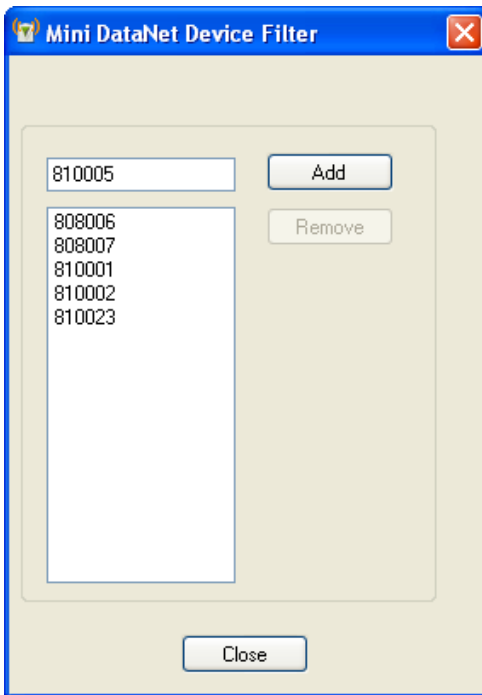 Mini DataNet Device Filter
810005
Add
808006
Remove
808007
810001
810002
810023
Close